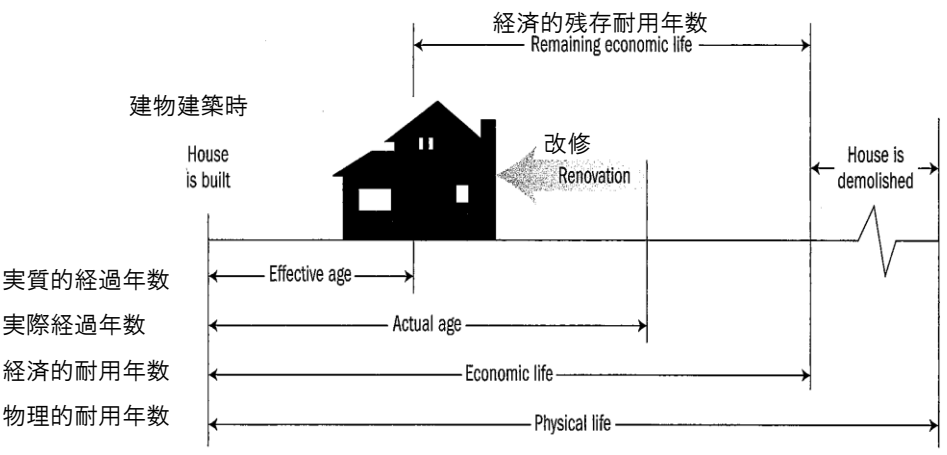 経済的残存耐用年数
Remaining economic life
建物建築時
House
is built
改修
Renovation
House is
demolished
実質的経過年数
Effective age
実際経過年数
Actual age
経済的耐用年数
Economic life
物理的耐用年数
Physical life